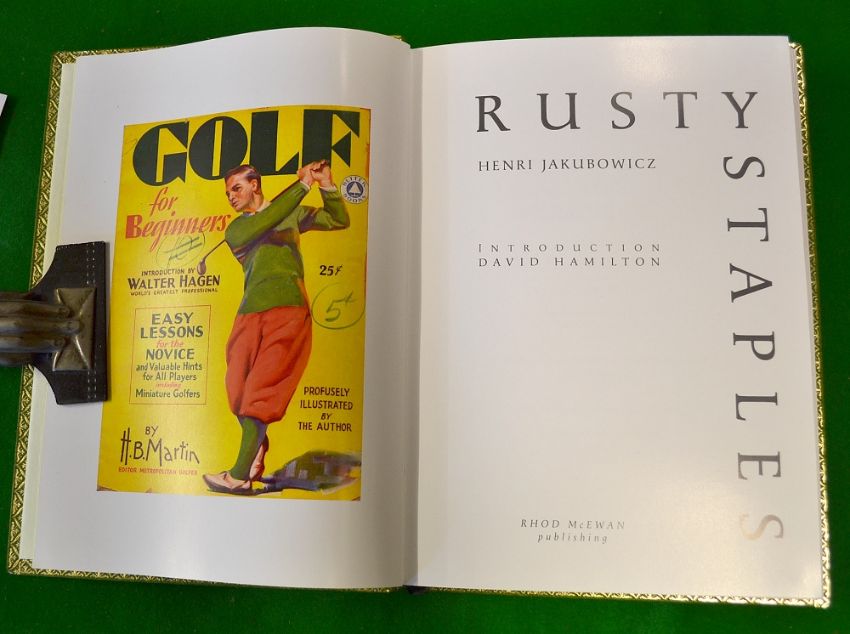 GOLF
for
Beginners
BETTER
BOOKS
INTRODUCTION BY
WALTER HAGEN
WORLD'S GREATEST PROFESSIONAL
25¢
5¢
EASY
LESSONS
for the
NOVICE
and Valuable Hints
for All Players
including
Miniature Golfers
PROFUSELY
ILLUSTRATED
BY
THE AUTHOR
BY
H.B. Martin
EDITOR METROPOLITAN GOLFER
RUSTY
STAPLES
HENRI JAKUBOWICZ
INTRODUCTION
DAVID HAMILTON
RHOD McEWAN
publishing